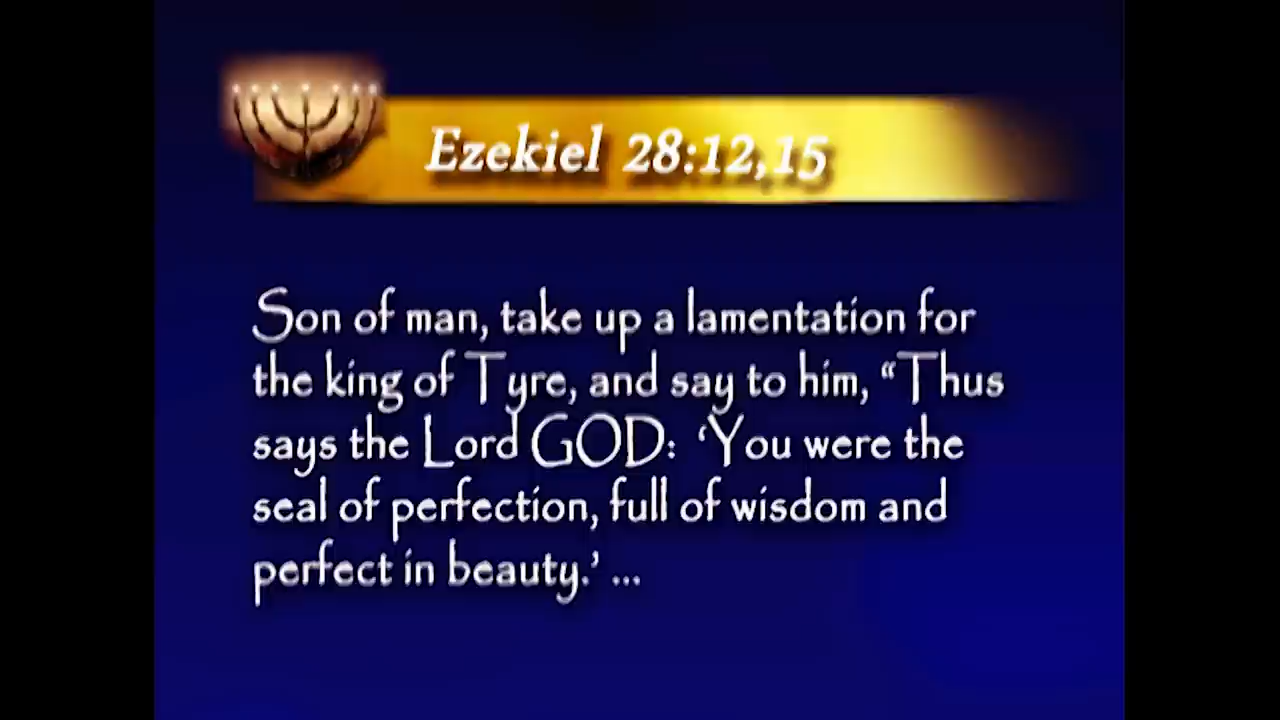 Ezekiel 28:12,15
Son of man, take up a lamentation for
the king of Tyre, and say to him, “Thus
says the Lord GOD: ‘You were the
seal of perfection, full of wisdom and
perfect in beauty.’ ...